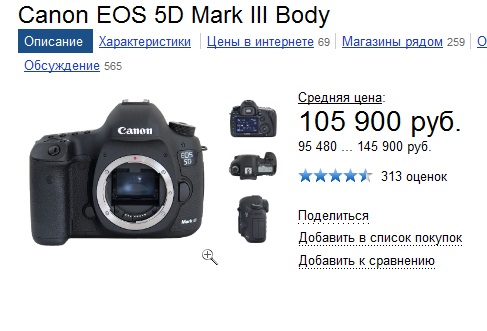 Canon EOS 5D Mark III Body
Описание Характеристики Цены в интернете 69 Магазины рядом 259 О
Обсуждение 565
Средняя цена:
105 900 руб.
95 480 ... 145 900 руб.
313 оценок
Поделиться
Добавить в список покупок
Добавить к сравнению
Canon
EOS
5D
Mark III